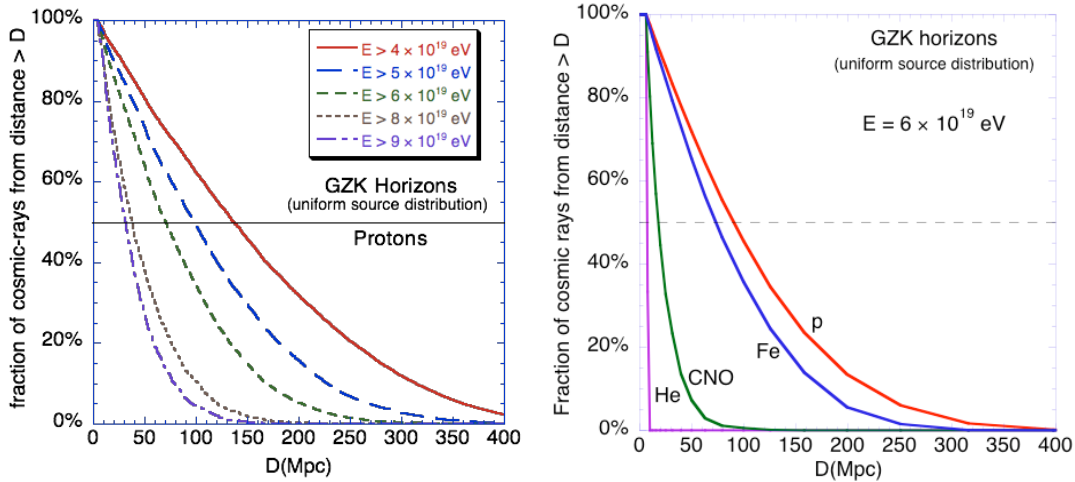 fraction of cosmic-rays from distance > D
100%
80%
60%
40%
20%
0%
E > 4 × 10¹⁹ eV
E > 5 × 10¹⁹ eV
E > 6 × 10¹⁹ eV
E > 8 × 10¹⁹ eV
E > 9 × 10¹⁹ eV
GZK Horizons
(uniform source distribution)
Protons
0 50 100 150 200 250 300 350 400
D(Mpc)
Fraction of cosmic rays from distance > D
100%
80%
60%
40%
20%
0%
GZK horizons
(uniform source distribution)
E = 6 × 10¹⁹ eV
p
Fe
CNO
He
0 50 100 150 200 250 300 350 400
D(Mpc)